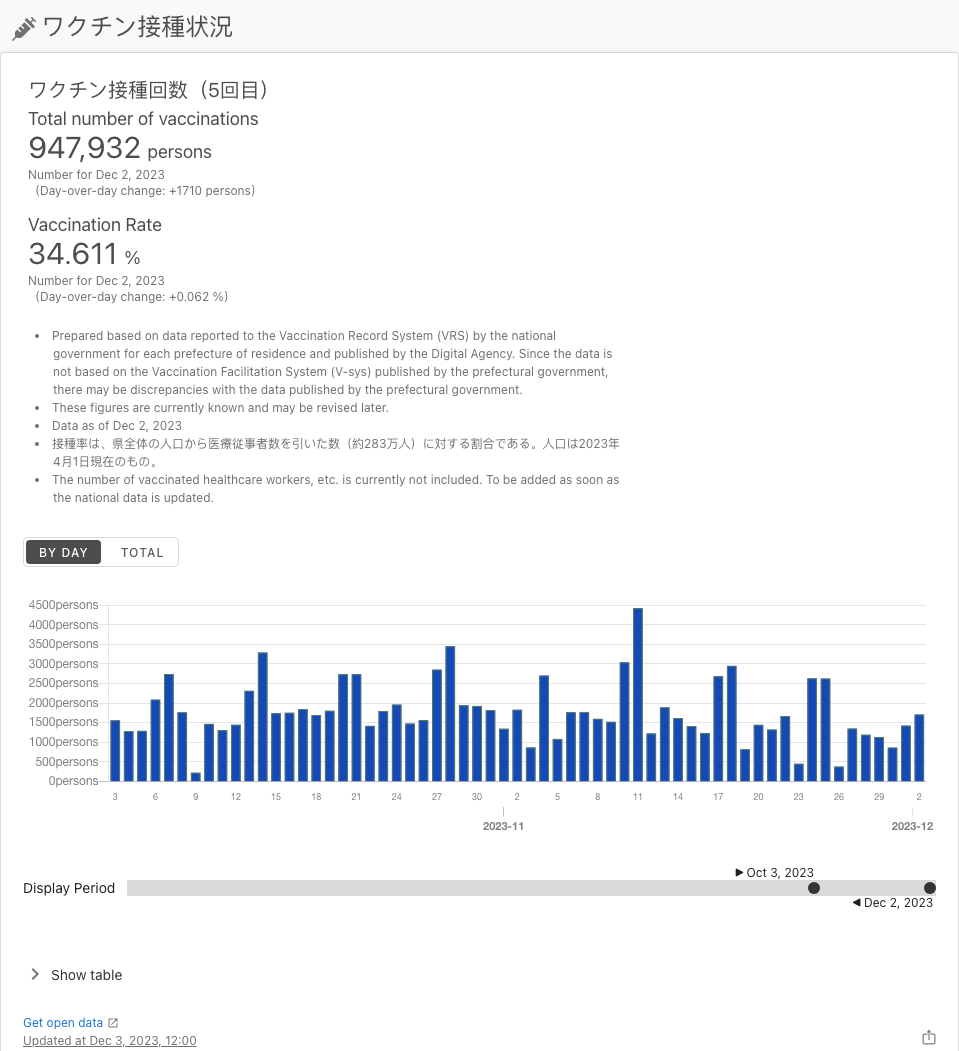 ワクチン接種状況
ワクチン接種回数（5回目）
Total number of vaccinations
947,932 persons
Number for Dec 2, 2023
（Day-over-day change: +1710 persons）
Vaccination Rate
34.611 %
Number for Dec 2, 2023
（Day-over-day change: +0.062 %）
• Prepared based on data reported to the Vaccination Record System (VRS) by the national
government for each prefecture of residence and published by the Digital Agency. Since the data is
not based on the Vaccination Facilitation System (V-sys) published by the prefectural government,
there may be discrepancies with the data published by the prefectural government.
• These figures are currently known and may be revised later.
• Data as of Dec 2, 2023
• 接種率は、県全体の人口から医療従事者数を引いた数（約283万人）に対する割合である。人口は2023年
4月1日現在のもの。
• The number of vaccinated healthcare workers, etc. is currently not included. To be added as soon as
the national data is updated.
BY DAY TOTAL
4500persons
4000persons
3500persons
3000persons
2500persons
2000persons
1500persons
1000persons
500persons
0persons
3 6 9 12 15 18 21 24 27 30 2 5 8 11 14 17 20 23 26 29 2
2023-11 2023-12
Oct 3, 2023
Display Period
Dec 2, 2023
Show table
Get open data
Updated at Dec 3, 2023, 12:00